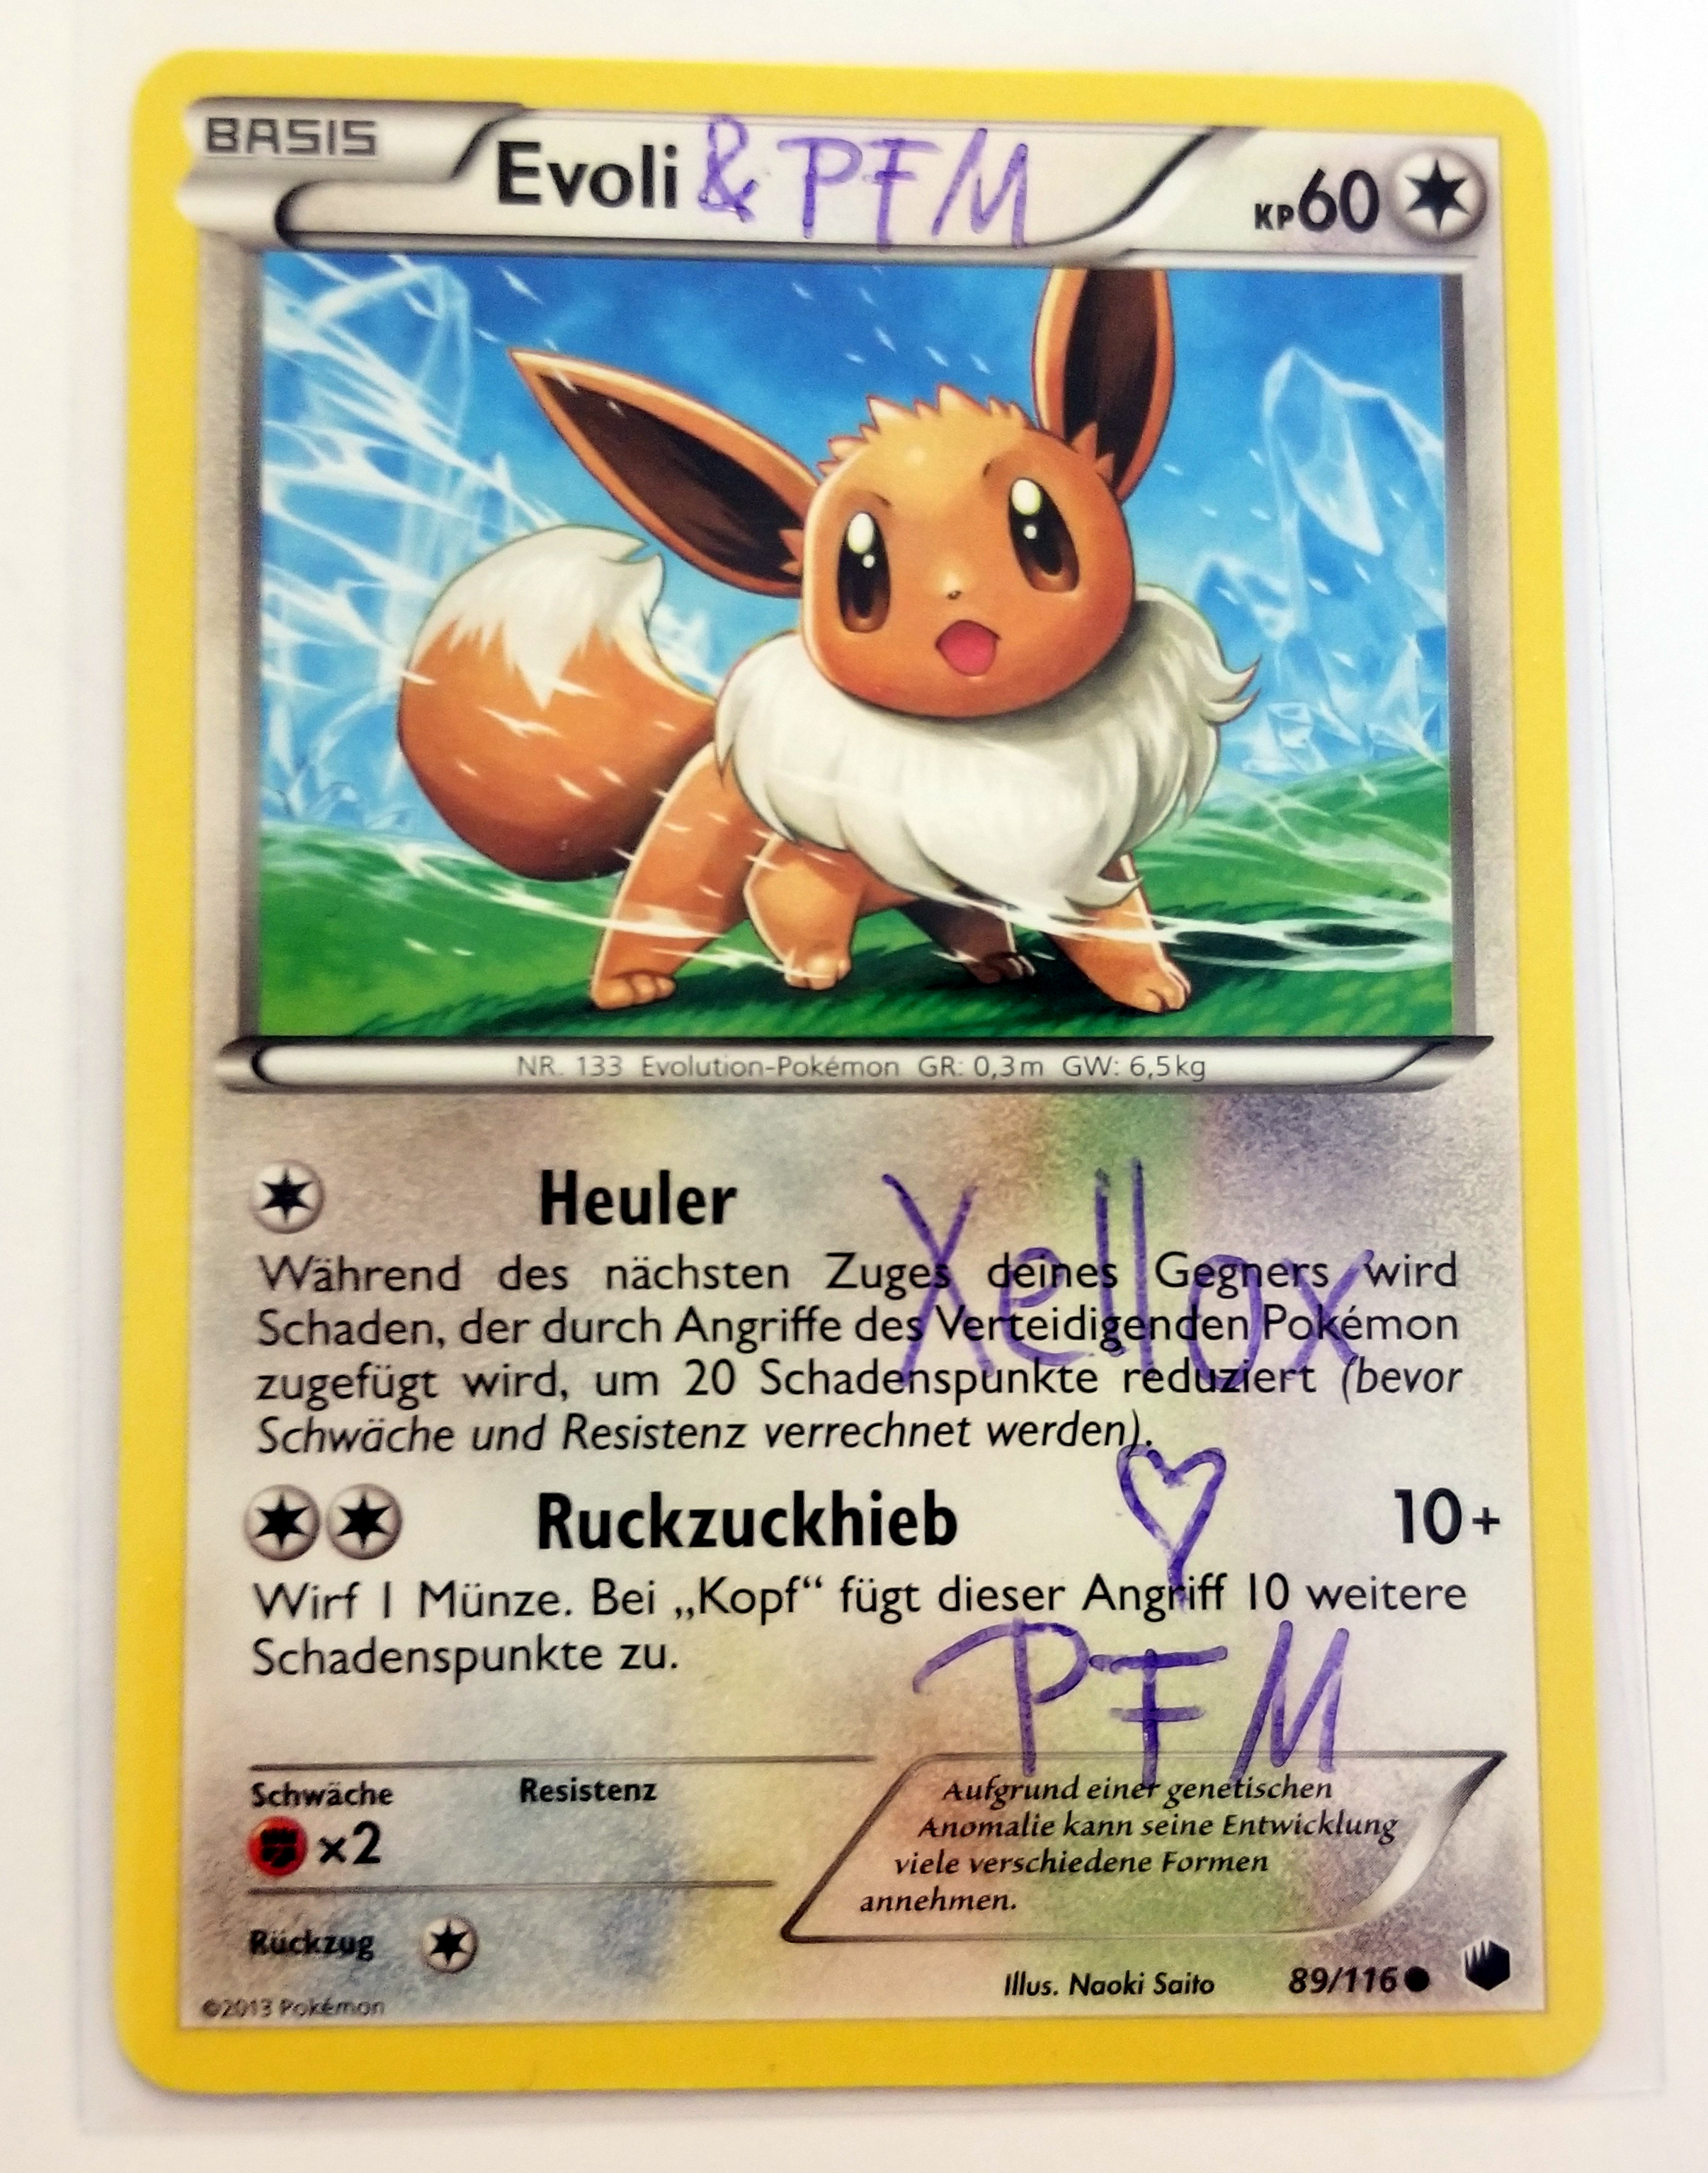 BASIS
Evoli & PFM
KP60
NR. 133 Evolution-Pokémon GR: 0,3m GW: 6,5kg
Heuler
Xellox
Während des nächsten Zuges deines Gegners wird
Schaden, der durch Angriffe des Verteidigenden Pokémon
zugefügt wird, um 20 Schadenspunkte reduziert (bevor
Schwäche und Resistenz verrechnet werden).
Ruckzuckhieb ♡ 10+
Wirf 1 Münze. Bei „Kopf“ fügt dieser Angriff 10 weitere
Schadenspunkte zu.
PFM
Schwäche Resistenz
x2
Aufgrund einer genetischen
Anomalie kann seine Entwicklung
viele verschiedene Formen
annehmen.
Rückzug
Illus. Naoki Saito 89/116
©2013 Pokémon